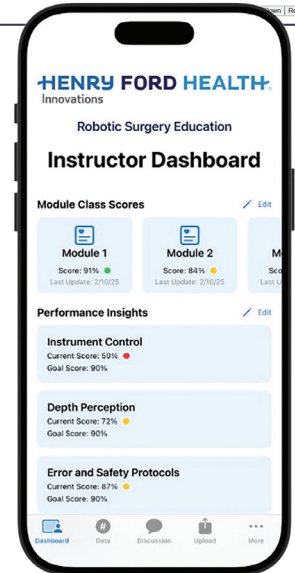 HENRY FORD HEALTH
Innovations
Robotic Surgery Education
Instructor Dashboard
Module Class Scores
Edit
Module 1
Score: 91%
Last Update: 2/10/25
Module 2
Score: 84%
Last Update: 2/10/25
Performance Insights
Edit
Instrument Control
Current Score: 50%
Goal Score: 90%
Depth Perception
Current Score: 72%
Goal Score: 90%
Error and Safety Protocols
Current Score: 87%
Goal Score: 90%
Dashboard
Data
Discussion
Upload
More